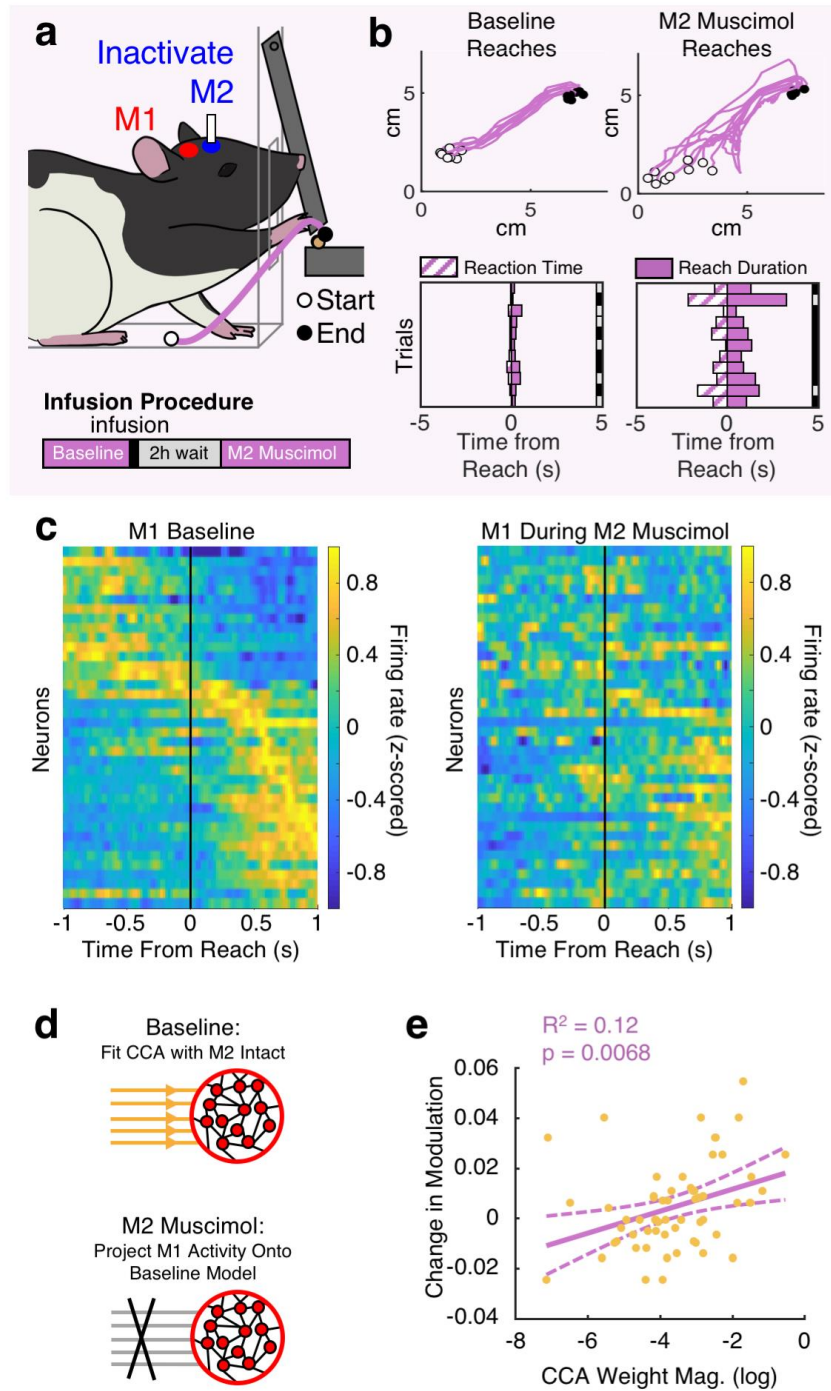 a
Inactivate
M2
M1
Start
End
Infusion Procedure
infusion
Baseline
2h wait
M2 Muscimol
b
Baseline
Reaches
M2 Muscimol
Reaches
cm
5
0
0
5
cm
cm
5
0
0
5
cm
Reaction Time
Reach Duration
Trials
-5
0
5
Time from
Reach (s)
-5
0
5
Time from
Reach (s)
c
M1 Baseline
M1 During M2 Muscimol
Neurons
-1
-0.5
0
0.5
1
Time From Reach (s)
0.8
0.4
0
-0.4
-0.8
Firing rate (z-scored)
Neurons
-1
-0.5
0
0.5
1
Time From Reach (s)
0.8
0.4
0
-0.4
-0.8
Firing rate (z-scored)
d
Baseline:
Fit CCA with M2 Intact
M2 Muscimol:
Project M1 Activity Onto
Baseline Model
e
R² = 0.12
p = 0.0068
Change in Modulation
0.06
0.04
0.02
0
-0.02
-0.04
-8
-6
-4
-2
0
CCA Weight Mag. (log)